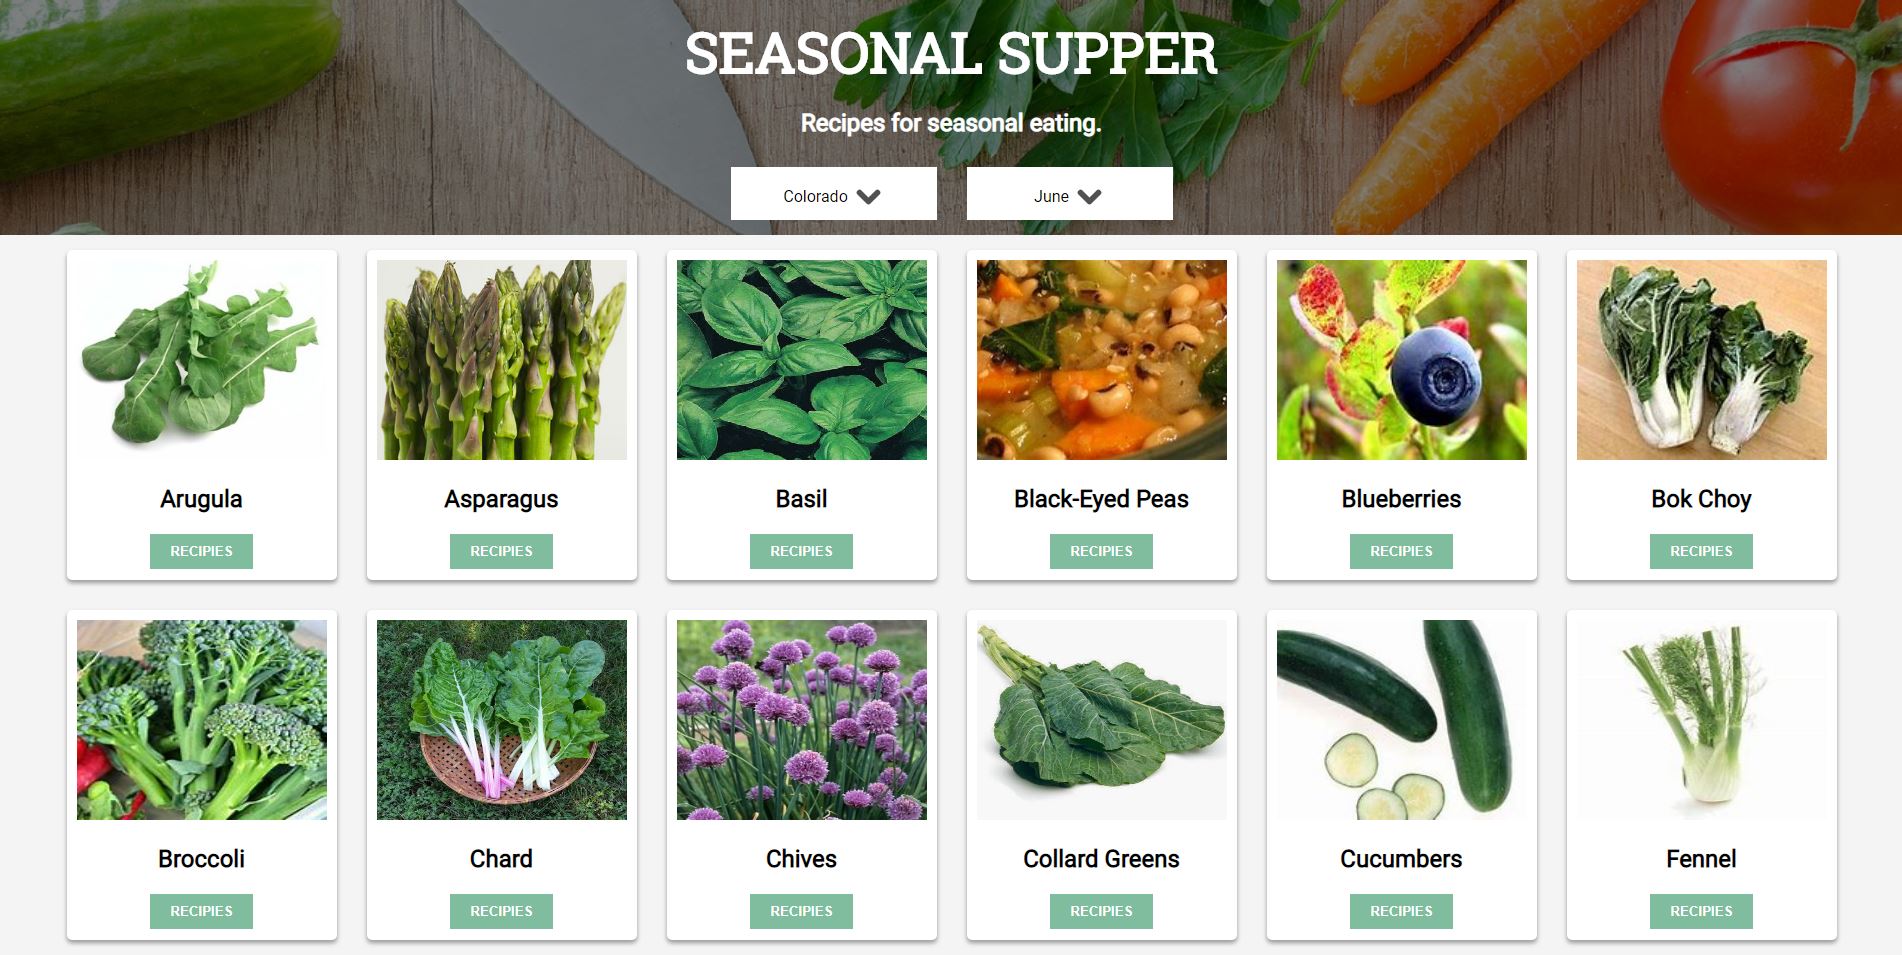 SEASONAL SUPPER
Recipes for seasonal eating.
Colorado
June
Arugula
Asparagus
Basil
Black-Eyed Peas
Blueberries
Bok Choy
RECIPIES
RECIPIES
RECIPIES
RECIPIES
RECIPIES
RECIPIES
Broccoli
Chard
Chives
Collard Greens
Cucumbers
Fennel
RECIPIES
RECIPIES
RECIPIES
RECIPIES
RECIPIES
RECIPIES